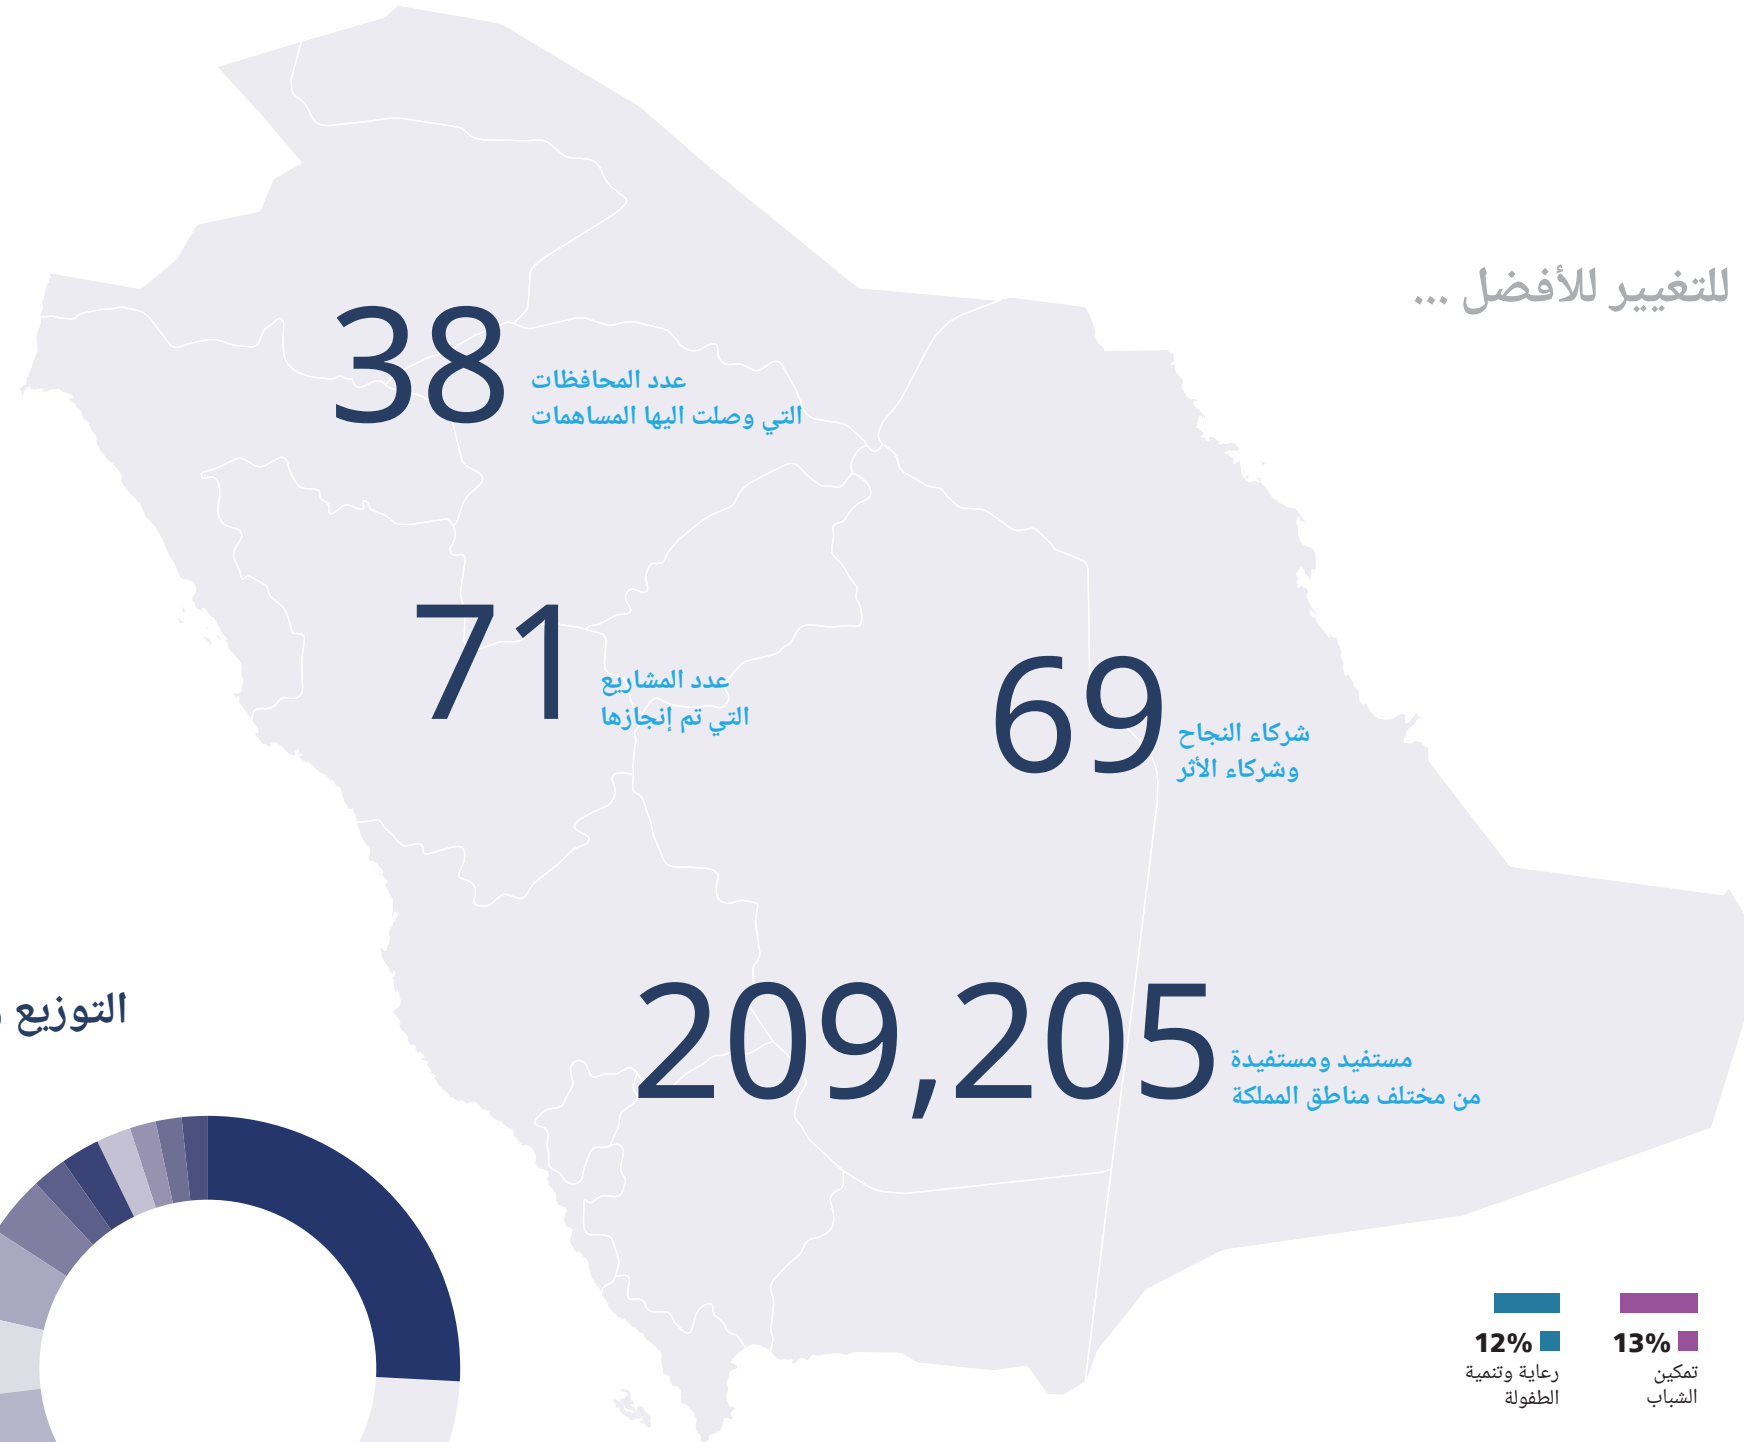 للتغيير للأفضل ...
38
عدد المحافظات
التي وصلت اليها المساهمات
71
عدد المشاريع
التي تم إنجازها
69
شركاء النجاح
وشركاء الأثر
209,205
مستفيد ومستفيدة
من مختلف مناطق المملكة
التوزيع
13%
تمكين
الشباب
12%
رعاية وتنمية
الطفولة